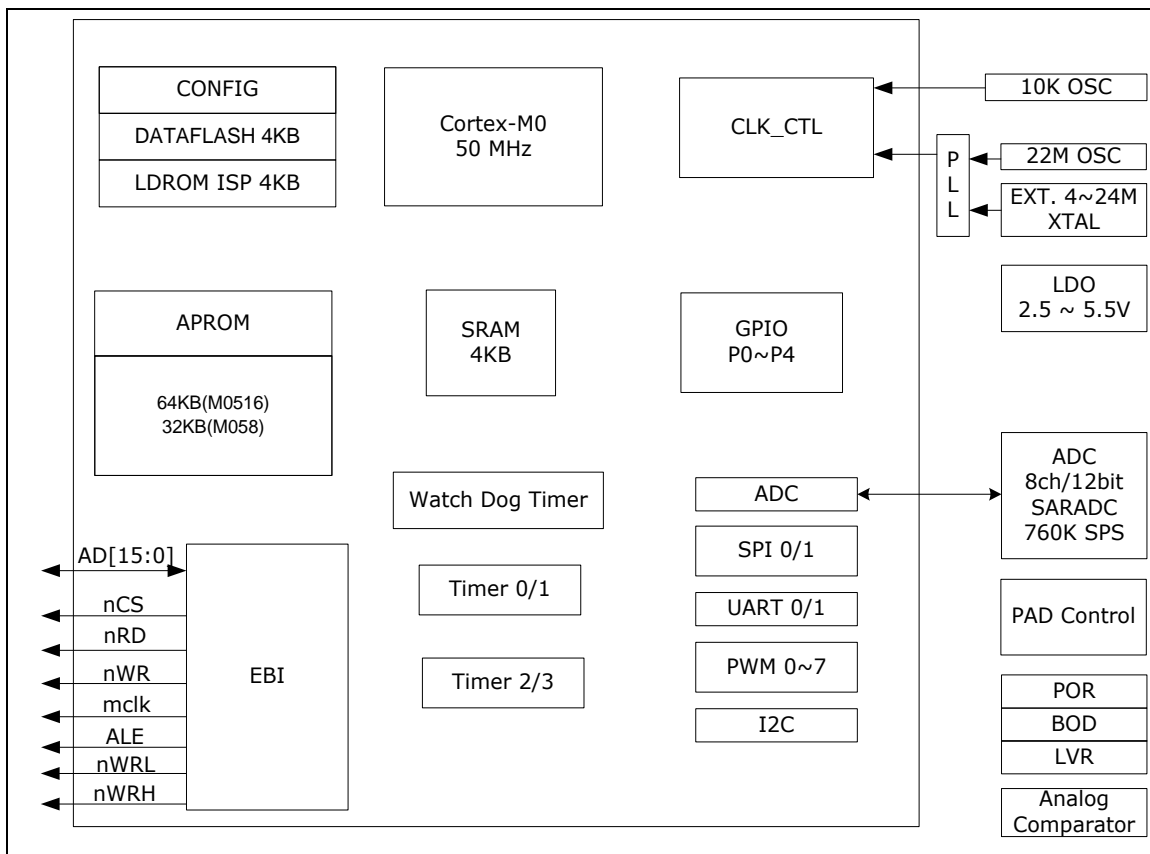 CONFIG
DATAFLASH 4KB
LDROM ISP 4KB
Cortex-M0
50 MHz
CLK_CTL
10K OSC
P
L
L
22M OSC
EXT. 4~24M
XTAL
LDO
2.5 ~ 5.5V
APROM
64KB(M0516)
32KB(M058)
SRAM
4KB
GPIO
P0~P4
Watch Dog Timer
Timer 0/1
Timer 2/3
ADC
SPI 0/1
UART 0/1
PWM 0~7
I2C
ADC
8ch/12bit
SARADC
760K SPS
PAD Control
POR
BOD
LVR
Analog
Comparator
AD[15:0]
nCS
nRD
nWR
mclk
ALE
nWRL
nWRH
EBI